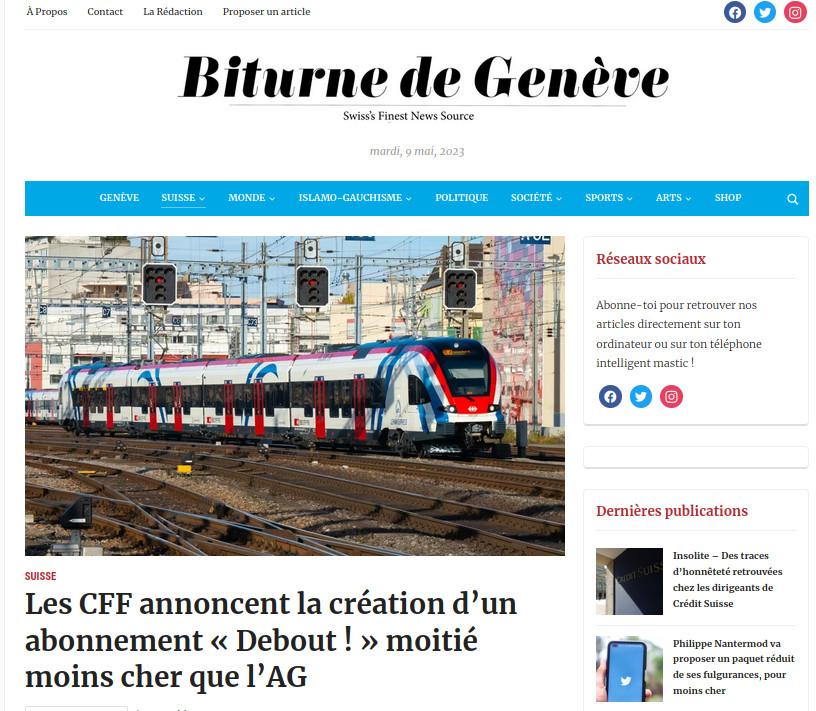 À Propos Contact La Rédaction Proposer un article
Biturne de Genève
Swiss's Finest News Source
mardi, 9 mai, 2023
GENÈVE SUISSE MONDE ISLAMO-GAUCHISME POLITIQUE SOCIÉTÉ SPORTS ARTS SHOP
SUISSE
Les CFF annoncent la création d'un
abonnement « Debout ! » moitié
moins cher que l'AG
Réseaux sociaux
Abonne-toi pour retrouver nos
articles directement sur ton
ordinateur ou sur ton téléphone
intelligent mastic !
Dernières publications
Insolite – Des traces
d'honnêteté retrouvées
chez les dirigeants de
Crédit Suisse
Philippe Nantermod va
proposer un paquet réduit
de ses fulgurances, pour
moins cher